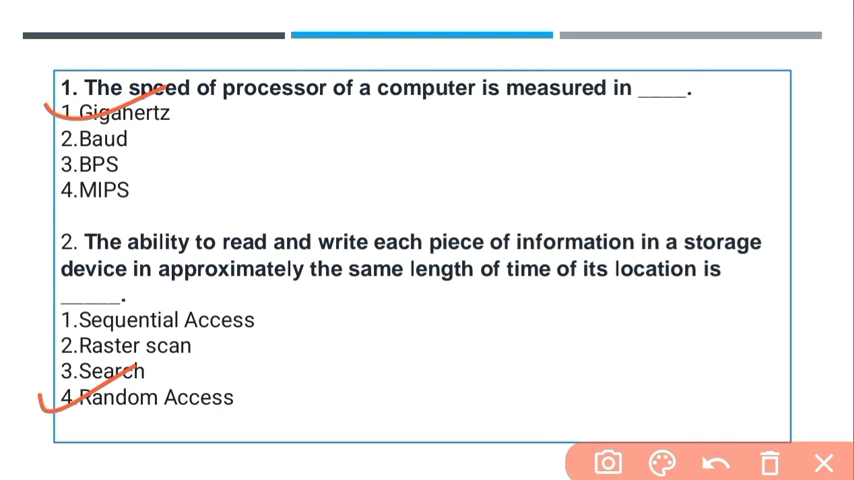 1. The speed of processor of a computer is measured in ____.
1.Gigahertz
2.Baud
3.BPS
4.MIPS
2. The ability to read and write each piece of information in a storage
device in approximately the same length of time of its location is
_____.
1.Sequential Access
2.Raster scan
3.Search
4.Random Access